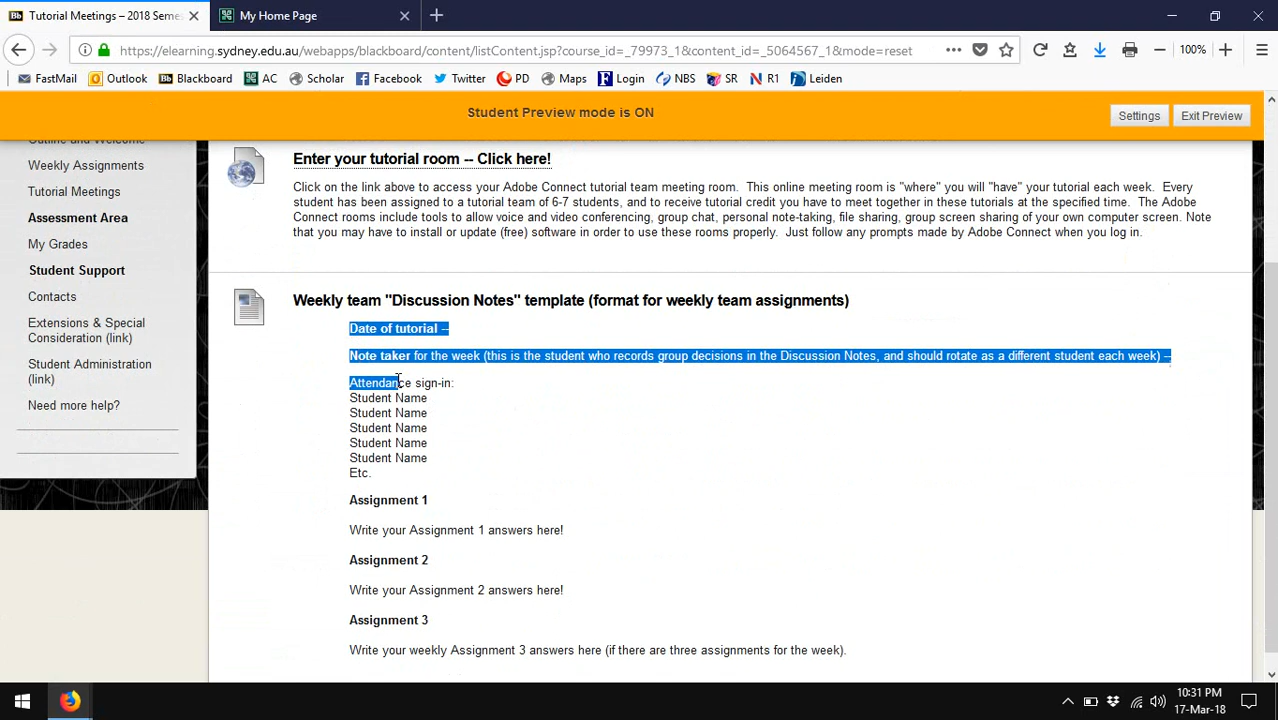 Tutorial Meetings – 2018 Semes
My Home Page
https://elearning.sydney.edu.au/webapps/blackboard/content/listContent.jsp?course_id=_79973_1&content_id=_5064567_1&mode=reset
100%
FastMail Outlook Blackboard AC Scholar Facebook Twitter PD Maps Login NBS SR R1 Leiden
Student Preview mode is ON
Settings
Exit Preview
Outline and Welcome
Weekly Assignments
Tutorial Meetings
Assessment Area
My Grades
Student Support
Contacts
Extensions & Special
Consideration (link)
Student Administration
(link)
Need more help?
Enter your tutorial room -- Click here!
Click on the link above to access your Adobe Connect tutorial team meeting room. This online meeting room is "where" you will "have" your tutorial each week. Every
student has been assigned to a tutorial team of 6-7 students, and to receive tutorial credit you have to meet together in these tutorials at the specified time. The Adobe
Connect rooms include tools to allow voice and video conferencing, group chat, personal note-taking, file sharing, group screen sharing of your own computer screen. Note
that you may have to install or update (free) software in order to use these rooms properly. Just follow any prompts made by Adobe Connect when you log in.
Weekly team "Discussion Notes" template (format for weekly team assignments)
Date of tutorial --
Note taker for the week (this is the student who records group decisions in the Discussion Notes, and should rotate as a different student each week) --
Attendance sign-in:
Student Name
Student Name
Student Name
Student Name
Student Name
Etc.
Assignment 1
Write your Assignment 1 answers here!
Assignment 2
Write your Assignment 2 answers here!
Assignment 3
Write your weekly Assignment 3 answers here (if there are three assignments for the week).
10:31 PM
17-Mar-18